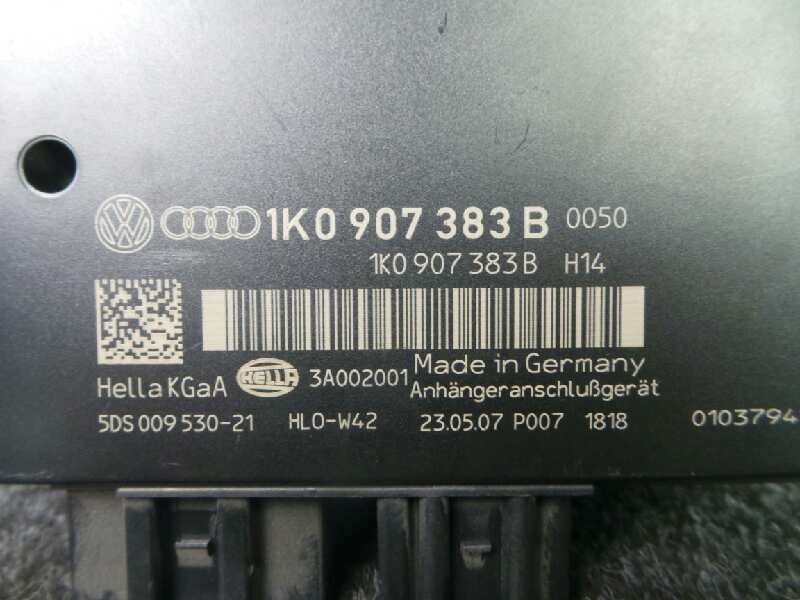 1K0 907 383 B 0050
1K0 907 383 B H14
HellaKGaA HELLA 3A002001 Made in Germany
Anhängeranschlußgerät
5DS 009 530-21 HLO-W42 23.05.07 P007 1818 0103794